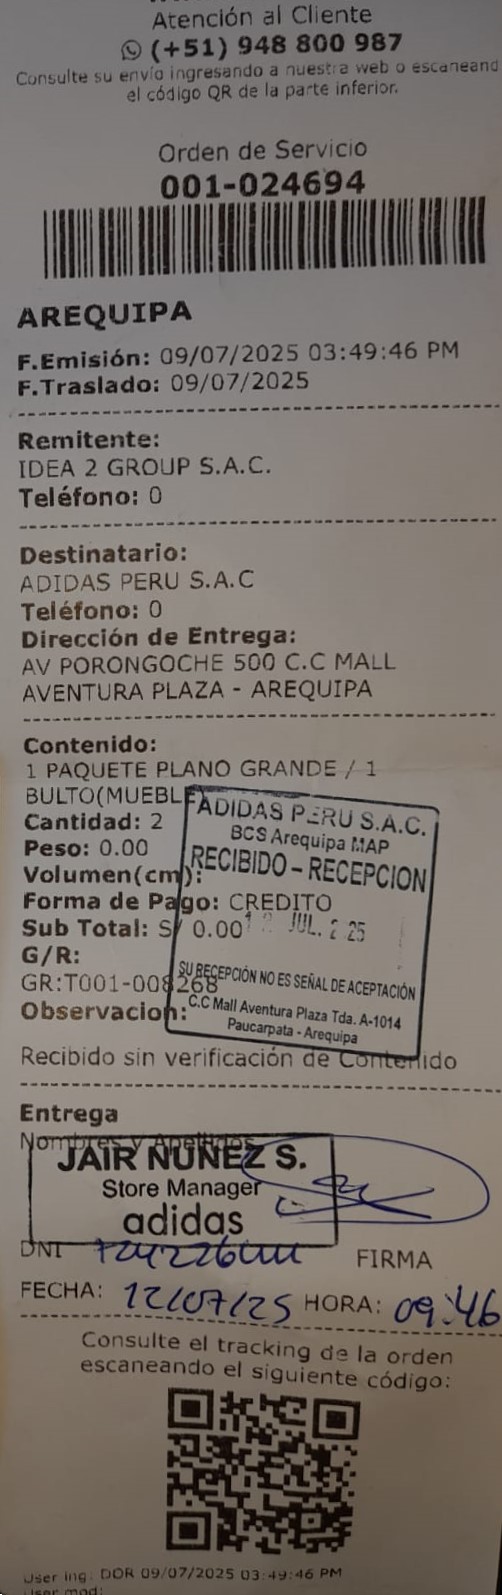 Atención al Cliente
(+51) 948 800 987
Consulte su envío ingresando a nuestra web o escaneand
el código QR de la parte inferior.
Orden de Servicio
001-024694
AREQUIPA
F.Emisión: 09/07/2025 03:49:46 PM
F.Traslado: 09/07/2025
Remitente:
IDEA 2 GROUP S.A.C.
Teléfono: 0
Destinatario:
ADIDAS PERU S.A.C
Teléfono: 0
Dirección de Entrega:
AV PORONGOCHE 500 C.C MALL
AVENTURA PLAZA - AREQUIPA
Contenido:
1 PAQUETE PLANO GRANDE / 1
BULTO(MUEBLE)
Cantidad: 2
Peso: 0.00
Volumen(cm):
Forma de Pago: CREDITO
Sub Total: S/ 0.00
G/R:
GR:T001-008268
Observacion:
ADIDAS PERU S.A.C.
BCS Arequipa MAP
RECIBIDO - RECEPCION
JUL.
SU RECEPCIÓN NO ES SEÑAL DE ACEPTACIÓN
C.C Mall Aventura Plaza Tda. A-1014
Paucarpata - Arequipa
Recibido sin verificación de Contenido
Entrega
Nombres y Apellidos
JAIR NUÑEZ S.
Store Manager
adidas
DNI
FIRMA
FECHA: 12/07/25 HORA: 09:46
Consulte el tracking de la orden
escaneando el siguiente código:
User ing: DOR 09/07/2025 03:49:46 PM
User mod: